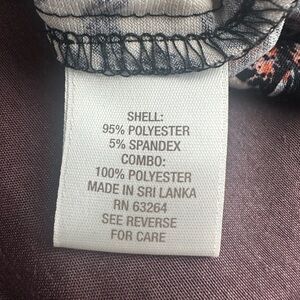 SHELL:
95% POLYESTER
5% SPANDEX
COMBO:
100% POLYESTER
MADE IN SRI LANKA
RN 63264
SEE REVERSE
FOR CARE